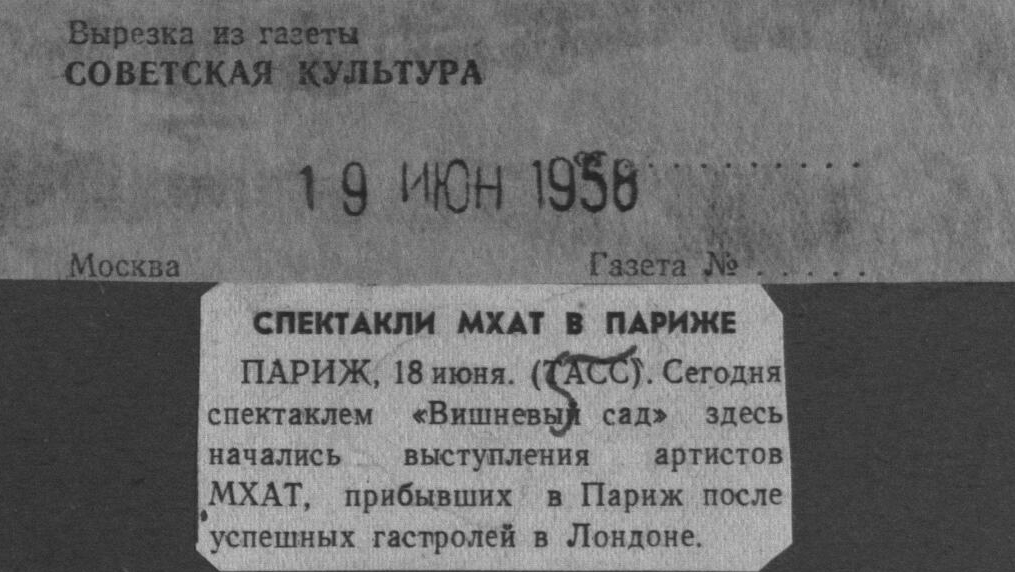 Вырезка из газеты
СОВЕТСКАЯ КУЛЬТУРА
19 ИЮН 1958
Москва
Газета № . . . . .
СПЕКТАКЛИ МХАТ В ПАРИЖЕ
ПАРИЖ, 18 июня. (ТАСС). Сегодня
спектаклем «Вишневый сад» здесь
начались выступления артистов
МХАТ, прибывших в Париж после
успешных гастролей в Лондоне.